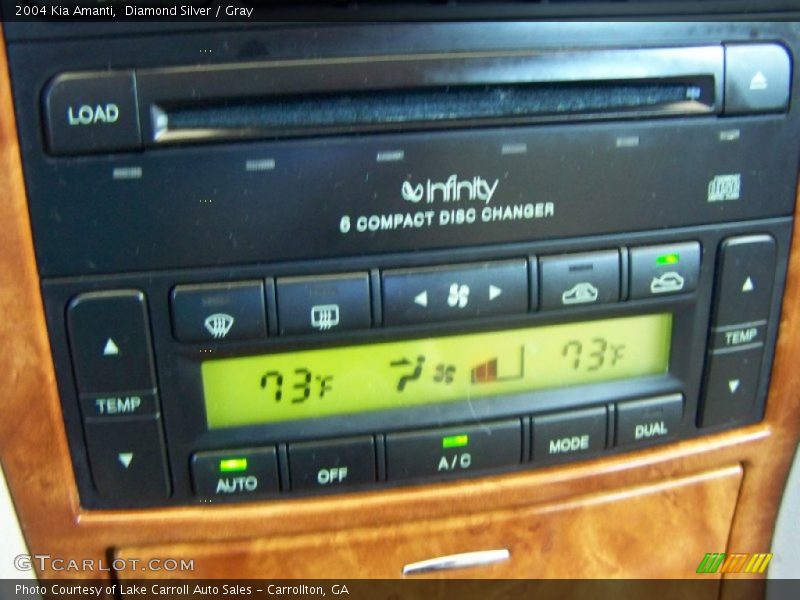 2004 Kia Amanti,  Diamond Silver / Gray
LOAD
infinity
6 COMPACT DISC CHANGER
TEMP
73°F
73°F
TEMP
AUTO
OFF
A/C
MODE
DUAL
GTCARLOT.COM
Photo Courtesy of Lake Carroll Auto Sales - Carrollton, GA